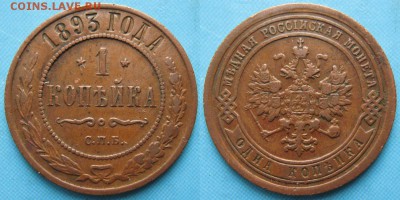 COINS.LAVE.RU
1893 ГОДА
1
КОПѢЙКА
С.П.Б.
МѢДНАЯ РОССІЙСКАЯ МОНЕТА
ОДНА КОПѢЙКА